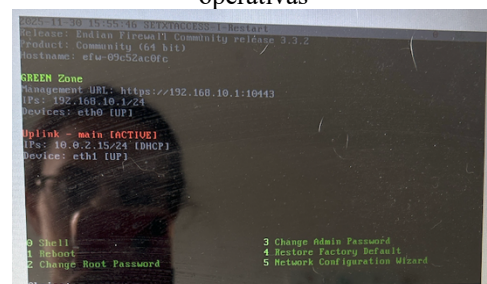 operativas
Release: Endian Firewall Community release 3.3.2
Product: Community (64 bit)
Hostname: efw-09c52ac0fc
GREEN Zone
Management URL: https://192.168.10.1:10443
IPs: 192.168.10.1/24
Devices: eth0 [UP]
Uplink - main [ACTIVE]
IPs: 10.0.2.15/24 [DHCP]
Device: eth1 [UP]
0 Shell
1 Reboot
2 Change Root Password
3 Change Admin Password
4 Restore Factory Default
5 Network Configuration Wizard